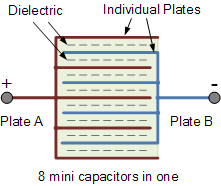 Dielectric Individual Plates
+ -
Plate A Plate B
8 mini capacitors in one